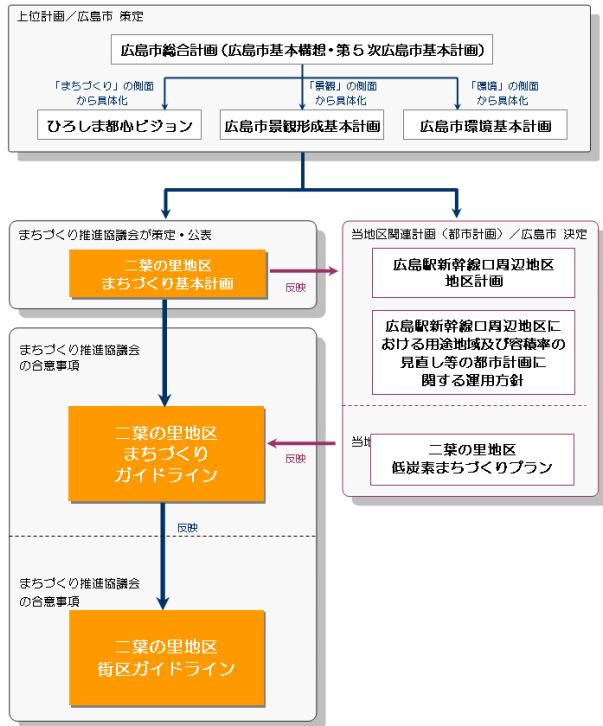 上位計画／広島市 策定
広島市総合計画（広島市基本構想・第５次広島市基本計画）
「まちづくり」の側面
から具体化
「景観」の側面
から具体化
「環境」の側面
から具体化
ひろしま都心ビジョン
広島市景観形成基本計画
広島市環境基本計画
まちづくり推進協議会が策定・公表
二葉の里地区
まちづくり基本計画
反映
当地区関連計画（都市計画）／広島市 決定
広島駅新幹線口周辺地区
地区計画
広島駅新幹線口周辺地区に
おける用途地域及び容積率の
見直し等の都市計画に
関する運用方針
まちづくり推進協議会
の合意事項
二葉の里地区
まちづくり
ガイドライン
反映
当地
二葉の里地区
低炭素まちづくりプラン
反映
まちづくり推進協議会
の合意事項
二葉の里地区
街区ガイドライン